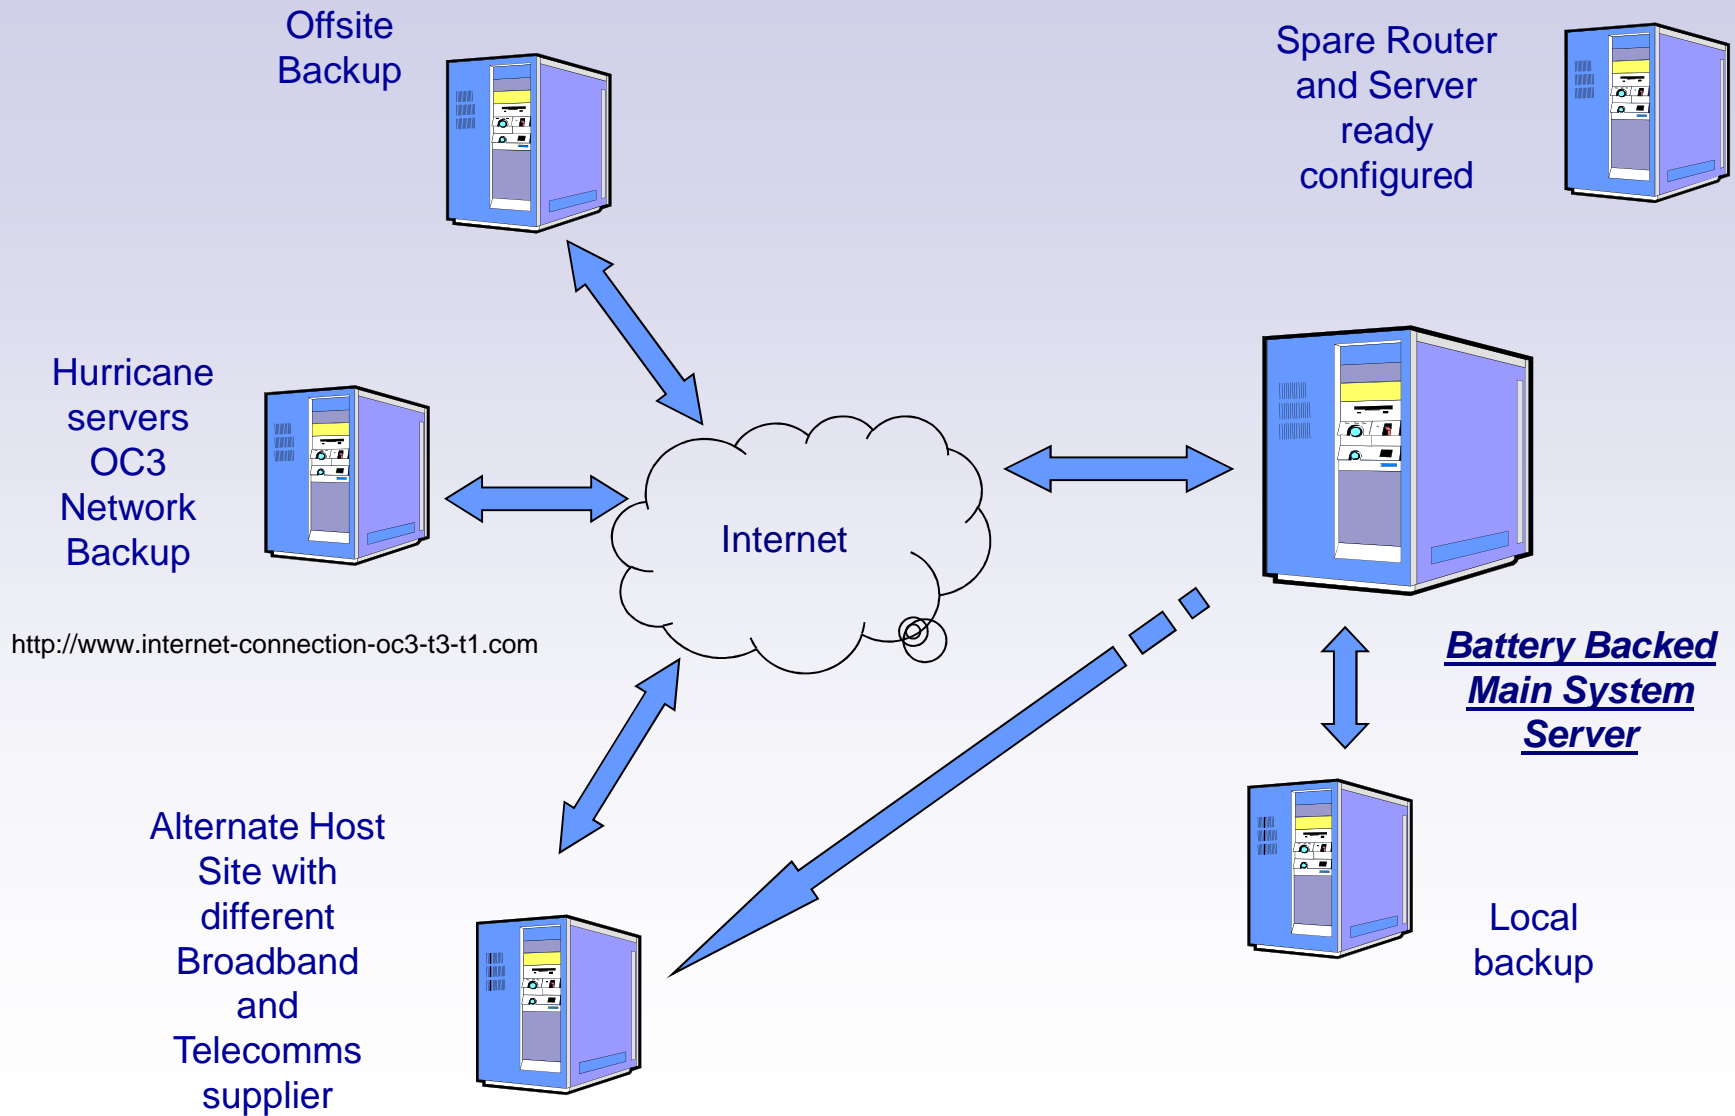 Offsite
Backup
Spare Router
and Server
ready
configured
Hurricane
servers
OC3
Network
Backup
Internet
http://www.internet-connection-oc3-t3-t1.com
Battery Backed
Main System
Server
Alternate Host
Site with
different
Broadband
and
Telecomms
supplier
Local
backup